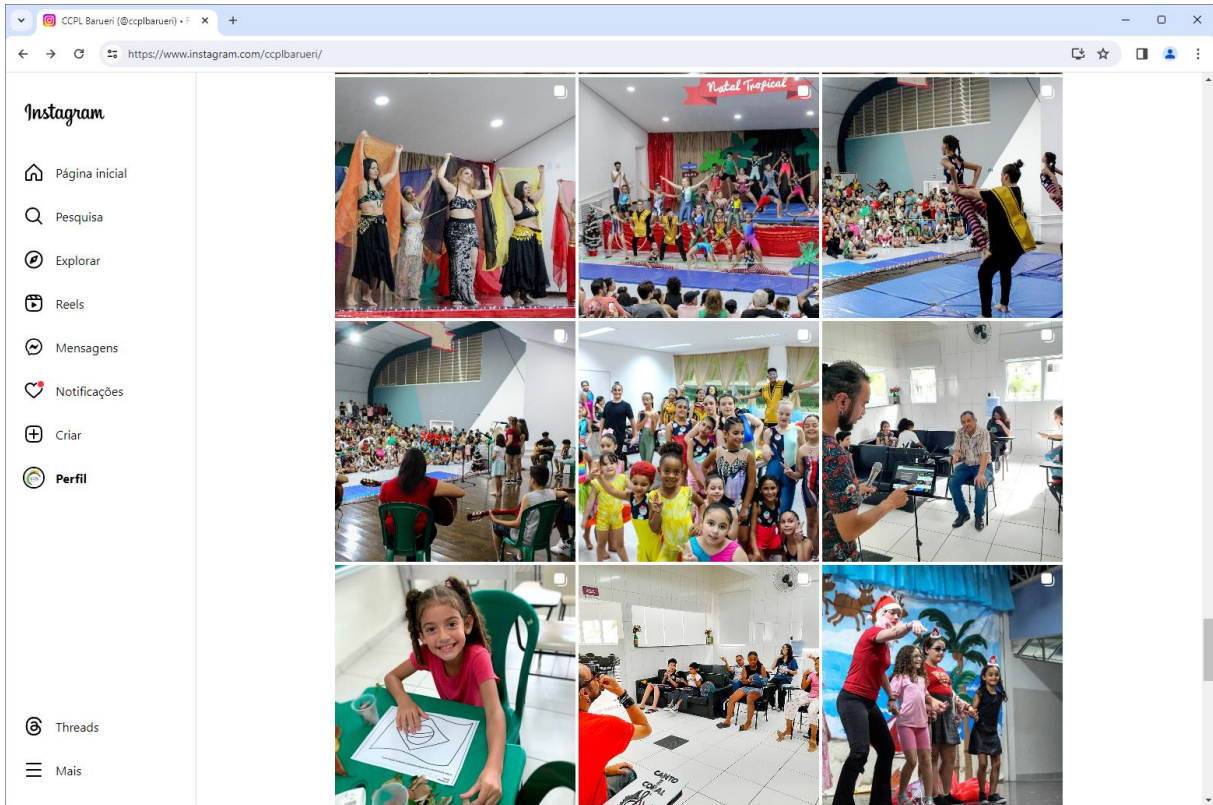 CCPL Barueri (@ccplbarueri) • F
https://www.instagram.com/ccplbarueri/
Instagram
Página inicial
Pesquisa
Explorar
Reels
Mensagens
Notificações
Criar
Perfil
Threads
Mais
Natal Tropical
CANTO
CORAL